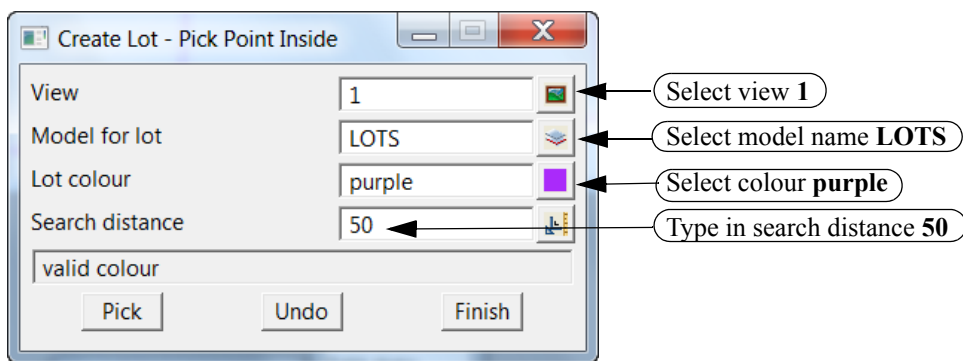 Create Lot - Pick Point Inside
View 1 Select view 1
Model for lot LOTS Select model name LOTS
Lot colour purple Select colour purple
Search distance 50 Type in search distance 50
valid colour
Pick Undo Finish